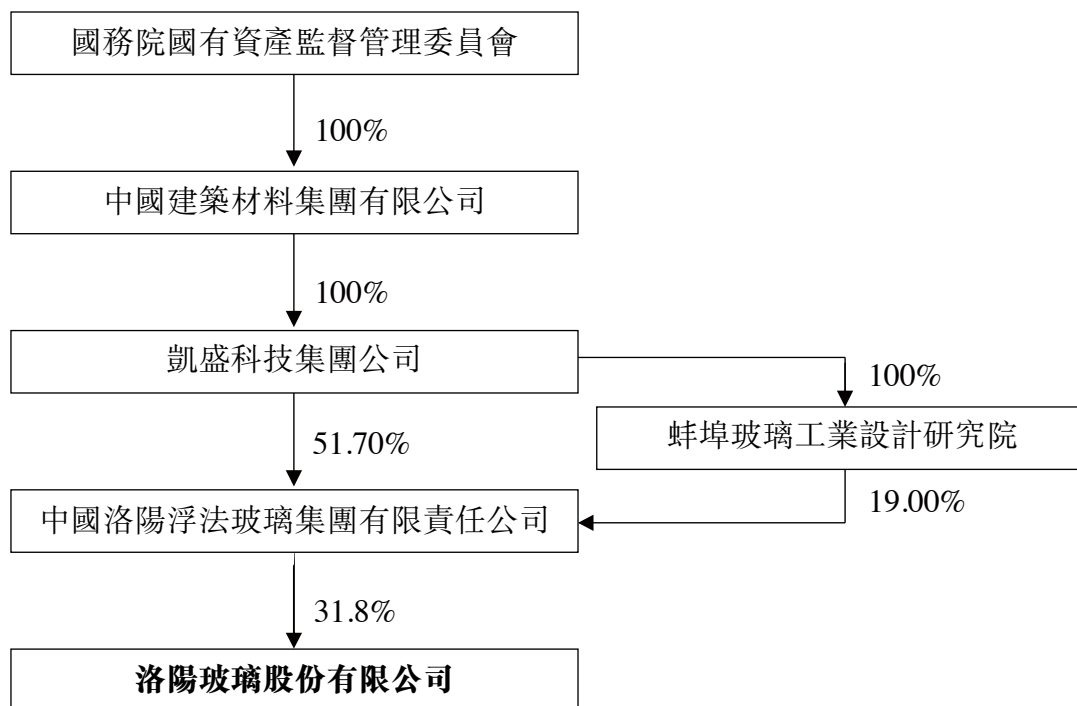 國務院國有資產監督管理委員會
100%
中國建築材料集團有限公司
100%
凱盛科技集團公司
100%
51.70%
蚌埠玻璃工業設計研究院
19.00%
中國洛陽浮法玻璃集團有限責任公司
31.8%
洛陽玻璃股份有限公司